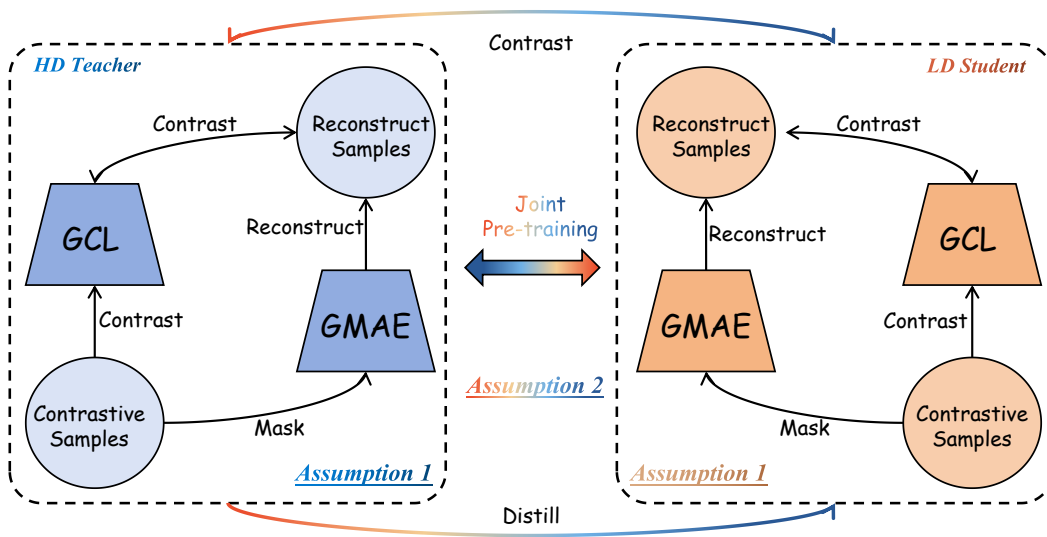 Contrast
HD Teacher
LD Student
Contrast
Reconstruct
Samples
Reconstruct
Samples
Contrast
GCL
Reconstruct
Joint
Pre-training
Reconstruct
GCL
Contrast
GMAE
GMAE
Contrast
Assumption 2
Contrastive
Samples
Mask
Mask
Contrastive
Samples
Assumption 1
Assumption 1
Distill